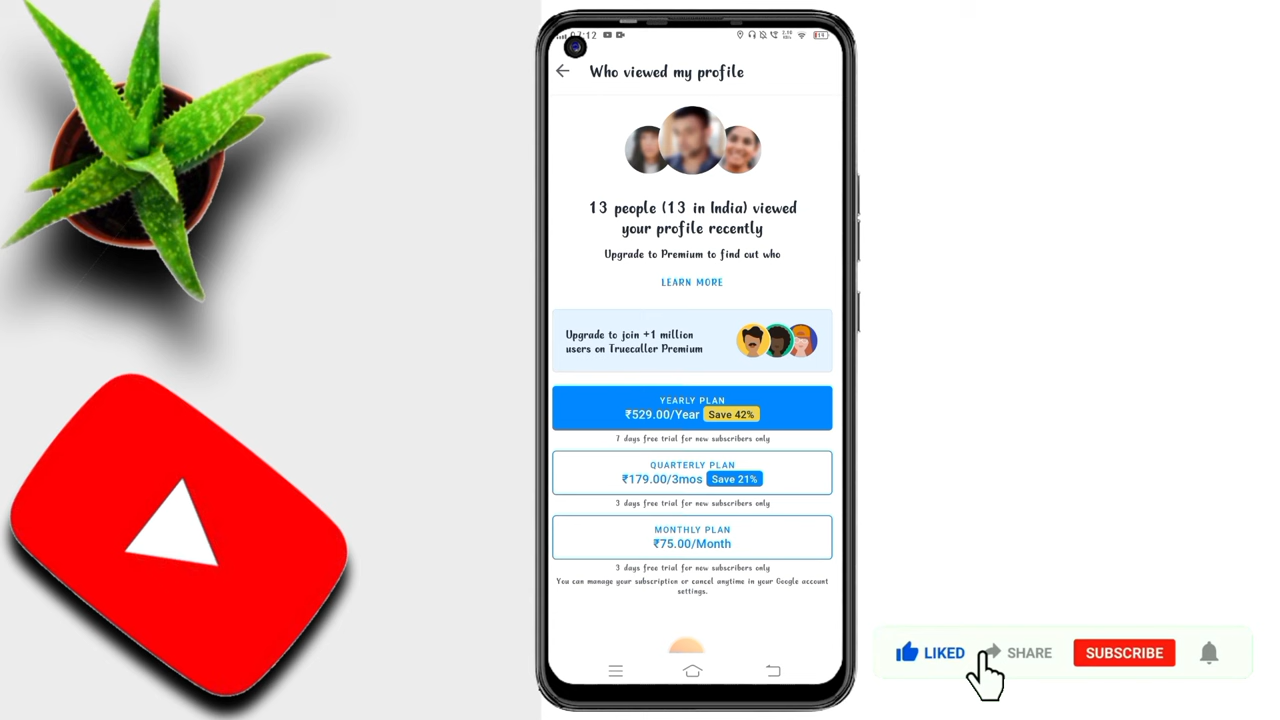 07:12
Who viewed my profile
13 people (13 in India) viewed
your profile recently
Upgrade to Premium to find out who
LEARN MORE
Upgrade to join +1 million
users on Truecaller Premium
YEARLY PLAN
₹529.00/Year Save 42%
7 days free trial for new subscribers only
QUARTERLY PLAN
₹179.00/3mos Save 21%
3 days free trial for new subscribers only
MONTHLY PLAN
₹75.00/Month
3 days free trial for new subscribers only
You can manage your subscription or cancel anytime in your Google account
settings.
LIKED SHARE SUBSCRIBE